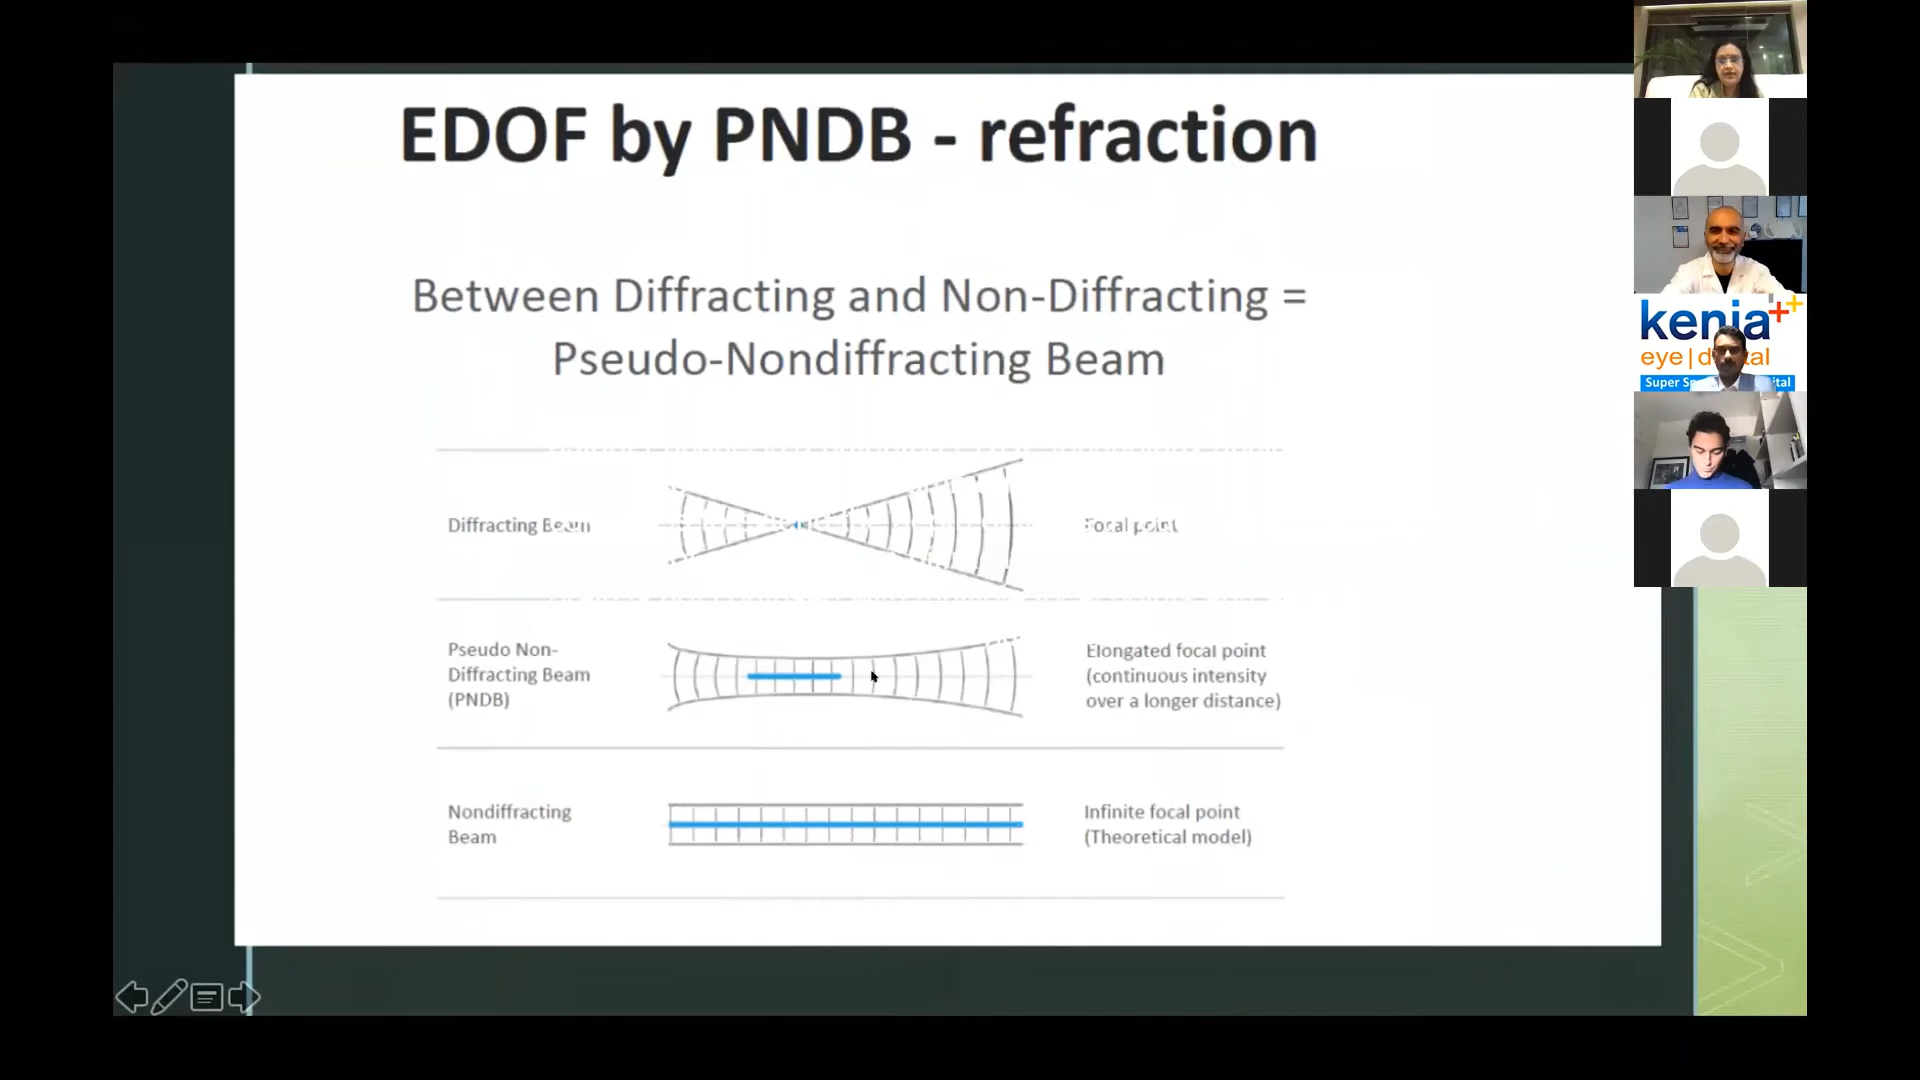 EDOF by PNDB - refraction
Between Diffracting and Non-Diffracting =
Pseudo-Nondiffracting Beam
Diffracting Beam
Focal point
Pseudo Non-
Diffracting Beam
(PNDB)
Elongated focal point
(continuous intensity
over a longer distance)
Nondiffracting
Beam
Infinite focal point
(Theoretical model)
kenia
eye
Super